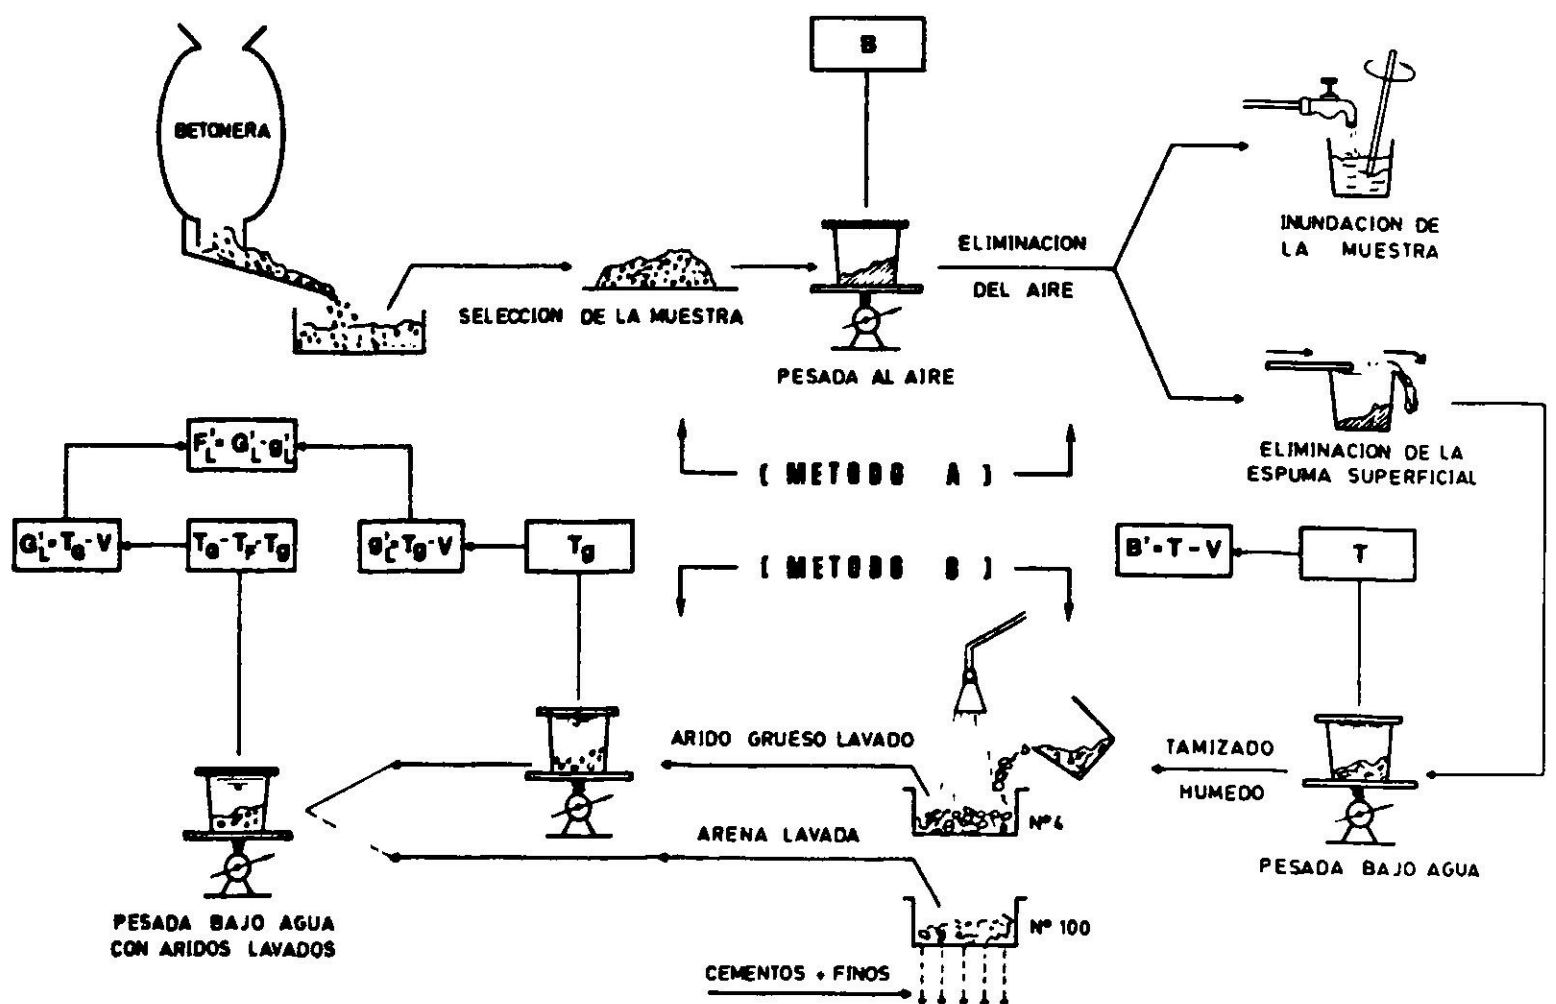 BETONERA
B
INUNDACION DE
LA MUESTRA
ELIMINACION
DEL AIRE
SELECCION DE LA MUESTRA
PESADA AL AIRE
ELIMINACION DE LA
ESPUMA SUPERFICIAL
F'L = G'L - g'L
( METODO A )
G'L = TG - V
TG - TF - Tg
g'L = Tg - V
Tg
( METODO B )
B' = T - V
T
ARIDO GRUESO LAVADO
TAMIZADO
HUMEDO
Nº4
ARENA LAVADA
PESADA BAJO AGUA
PESADA BAJO AGUA
CON ARIDOS LAVADOS
Nº 100
CEMENTOS + FINOS